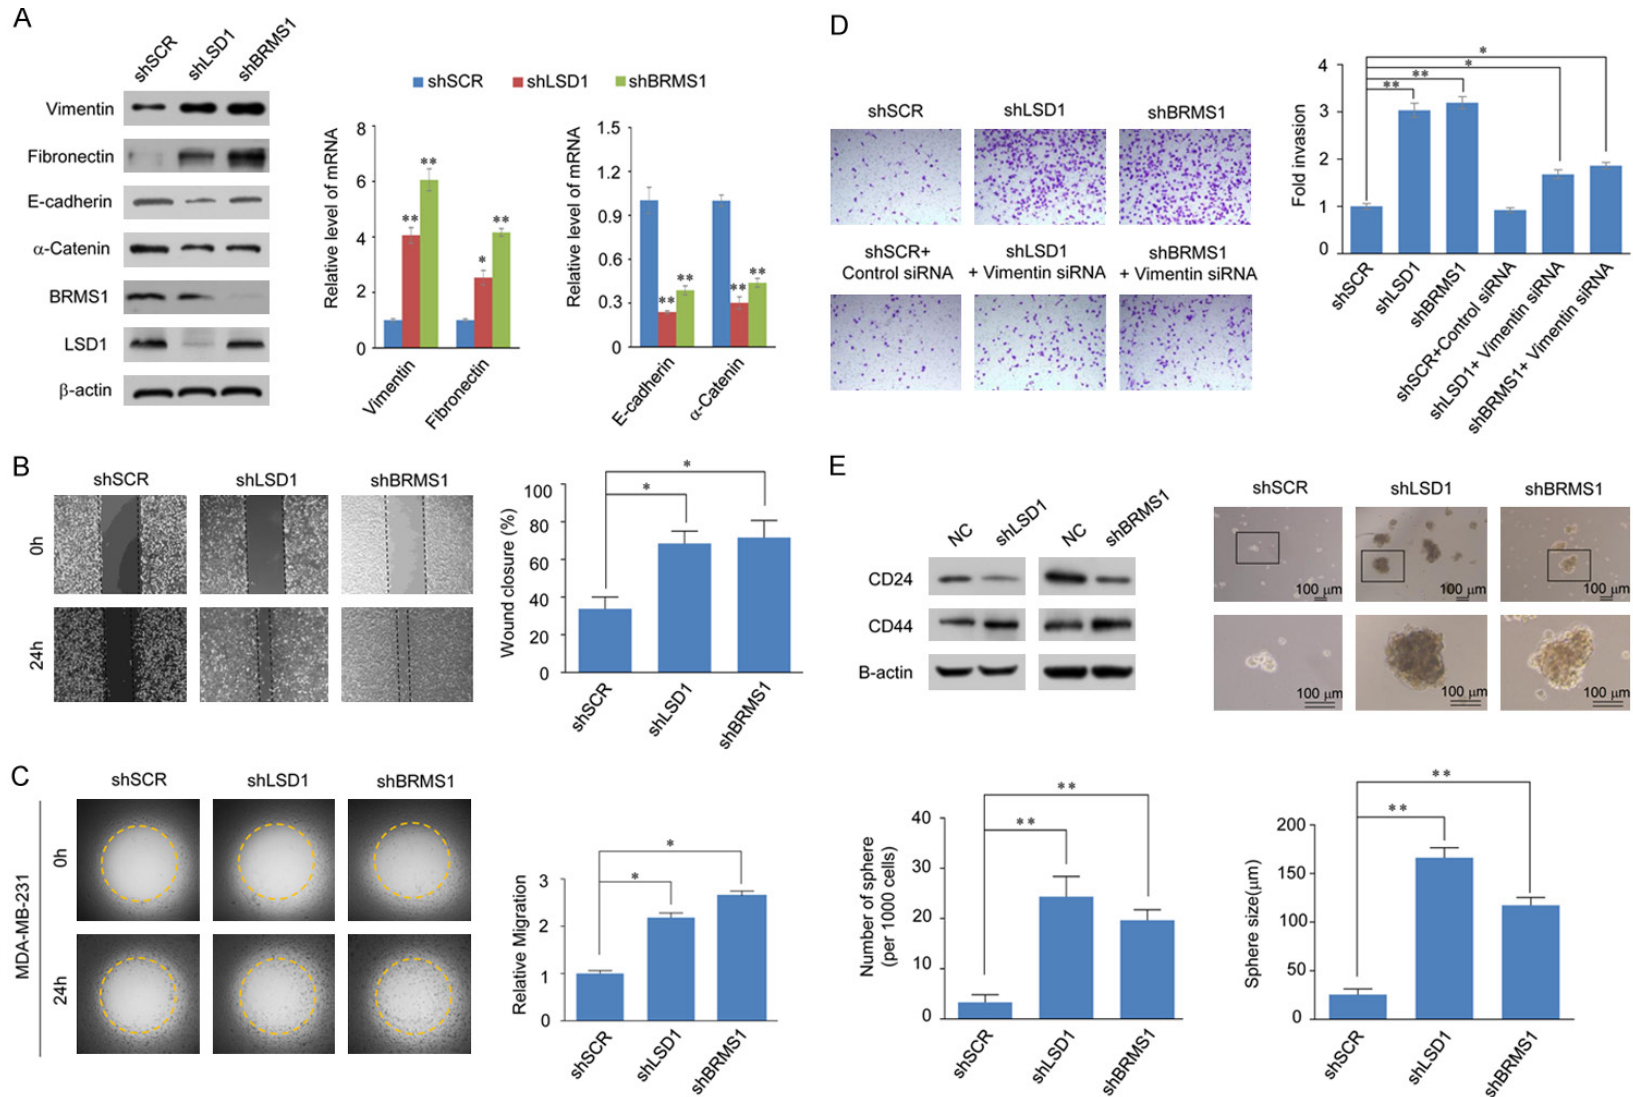 A
shSCR
shLSD1
shBRMS1
Vimentin
Fibronectin
E-cadherin
α-Catenin
BRMS1
LSD1
β-actin
shSCR shLSD1 shBRMS1
Relative level of mRNA
8
6
4
2
0
**
**
*
**
Vimentin
Fibronectin
Relative level of mRNA
1.5
1.2
0.9
0.6
0.3
0
**
**
**
**
E-cadherin
α-Catenin
B
shSCR shLSD1 shBRMS1
0h
24h
Wound closure (%)
100
80
60
40
20
0
*
*
shSCR
shLSD1
shBRMS1
C
shSCR shLSD1 shBRMS1
MDA-MB-231
0h
24h
Relative Migration
3
2
1
0
*
*
shSCR
shLSD1
shBRMS1
D
shSCR shLSD1 shBRMS1
shSCR+
Control siRNA
shLSD1
+ Vimentin siRNA
shBRMS1
+ Vimentin siRNA
Fold invasion
4
3
2
1
0
*
*
**
**
shSCR
shLSD1
shBRMS1
shSCR+Control siRNA
shLSD1+ Vimentin siRNA
shBRMS1+ Vimentin siRNA
E
NC
shLSD1
NC
shBRMS1
CD24
CD44
B-actin
shSCR shLSD1 shBRMS1
100 μm 100 μm 100 μm
100 μm 100 μm 100 μm
Number of sphere
(per 1000 cells)
40
30
20
10
0
**
**
shSCR
shLSD1
shBRMS1
Sphere size(μm)
200
150
100
50
0
**
**
shSCR
shLSD1
shBRMS1